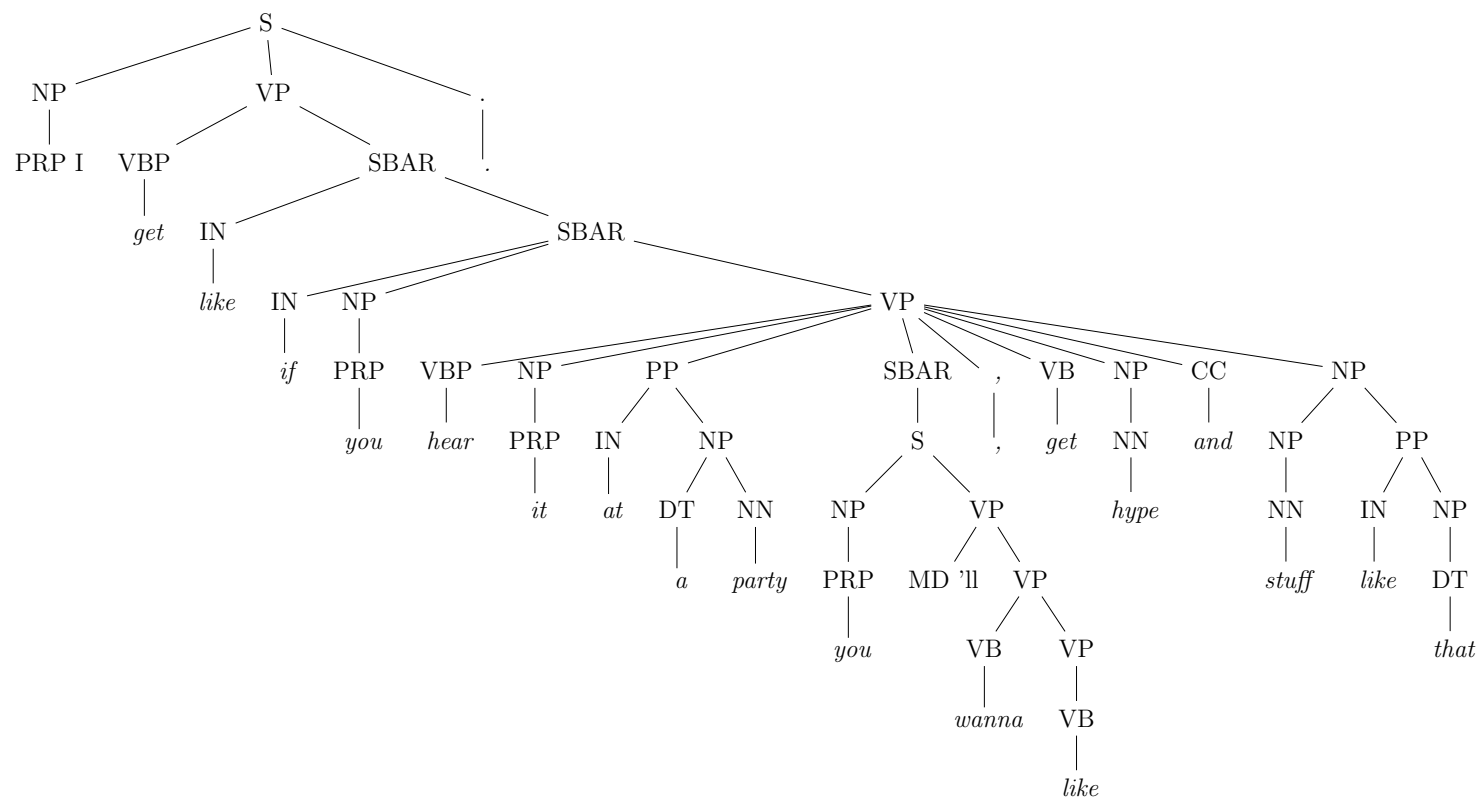 S
NP VP .
PRP I VBP SBAR .
get IN SBAR
like IN NP VP
if PRP VBP NP PP SBAR , VB NP CC NP
you hear PRP IN NP S , get NN and NP PP
it at DT NN NP VP hype NN IN NP
a party PRP MD 'll VP stuff like DT
you VB VP that
wanna VB
like